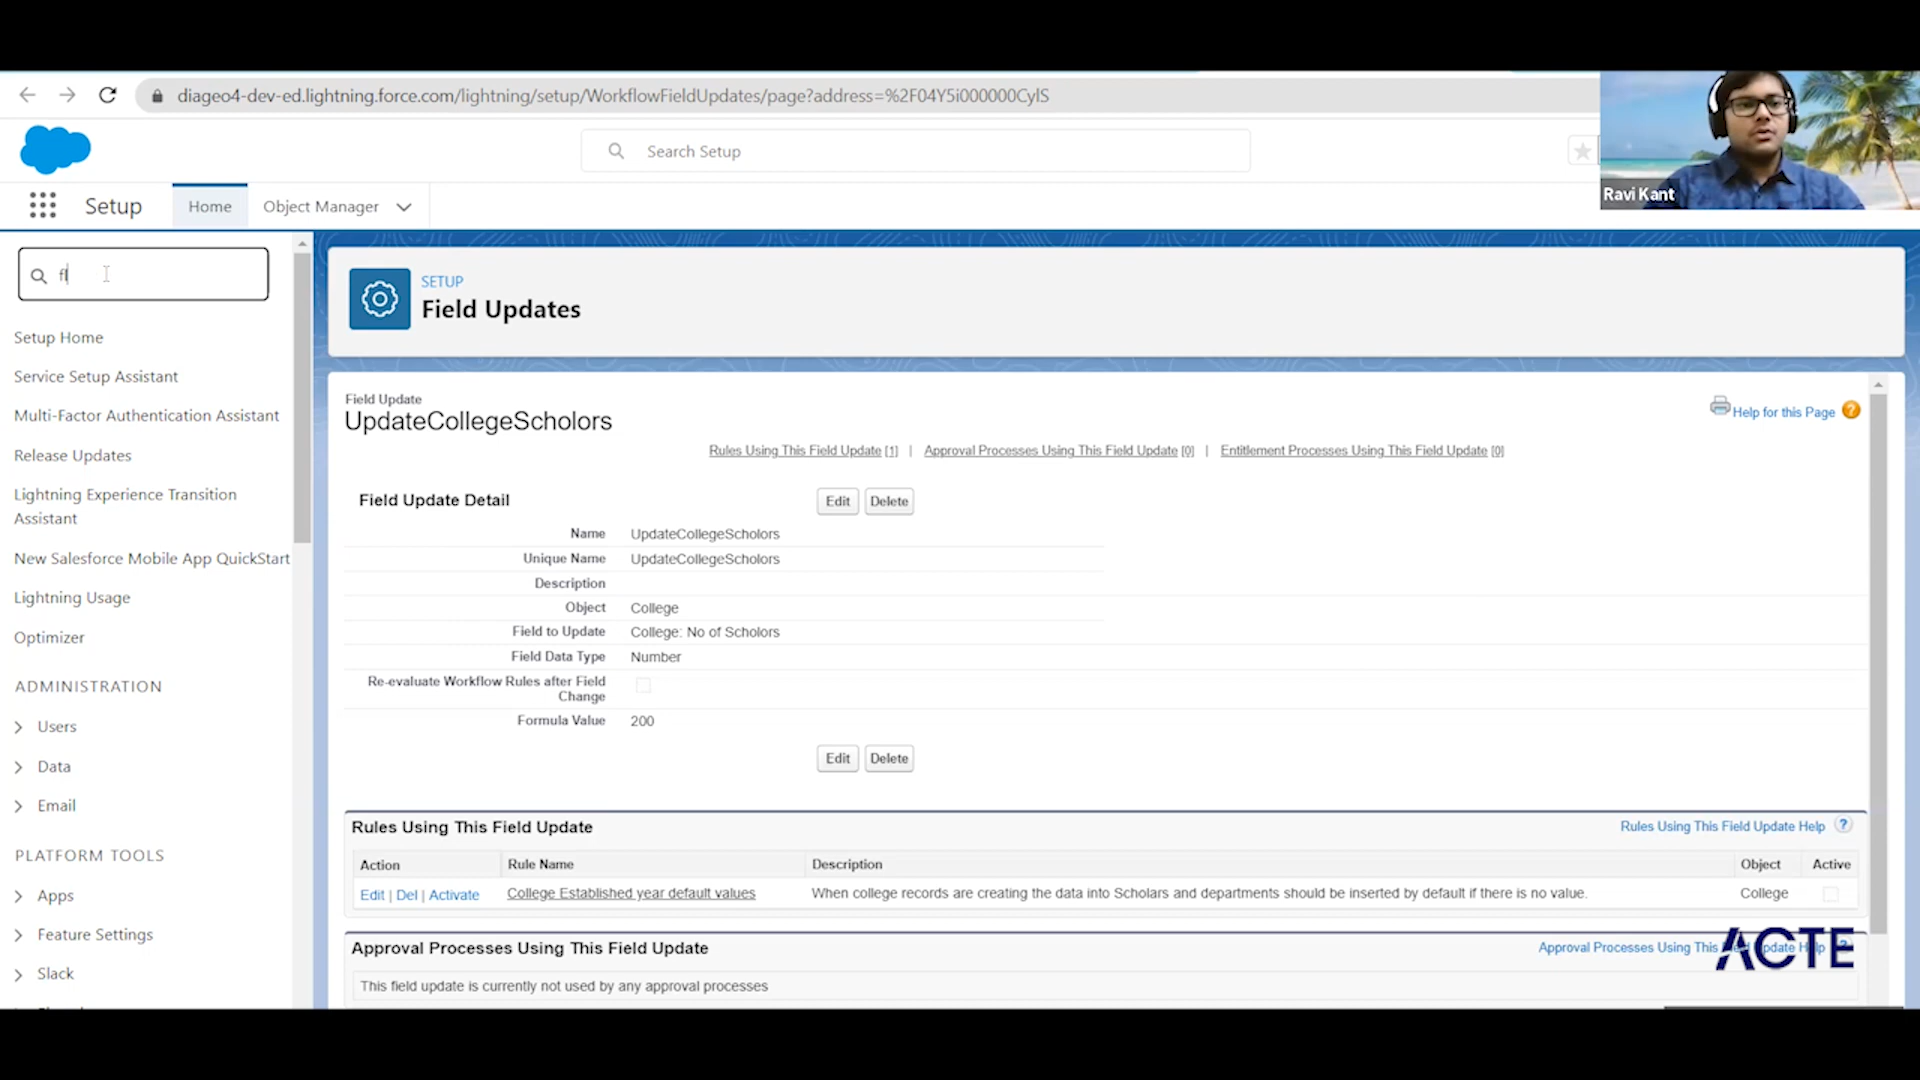 diageo4-dev-ed.lightning.force.com/lightning/setup/WorkflowFieldUpdates/page?address=%2F04Y5i000000CylS
Search Setup
Ravi Kant
Setup
Home
Object Manager
fl
Setup Home
Service Setup Assistant
Multi-Factor Authentication Assistant
Release Updates
Lightning Experience Transition
Assistant
New Salesforce Mobile App QuickStart
Lightning Usage
Optimizer
ADMINISTRATION
Users
Data
Email
PLATFORM TOOLS
Apps
Feature Settings
Slack
SETUP
Field Updates
Field Update
UpdateCollegeScholors
Help for this Page ?
Rules Using This Field Update [1] | Approval Processes Using This Field Update [0] | Entitlement Processes Using This Field Update [0]
Field Update Detail
Edit Delete
Name UpdateCollegeScholors
Unique Name UpdateCollegeScholors
Description
Object College
Field to Update College: No of Scholors
Field Data Type Number
Re-evaluate Workflow Rules after Field
Change
Formula Value 200
Edit Delete
Rules Using This Field Update
Rules Using This Field Update Help ?
Action Rule Name Description Object Active
Edit | Del | Activate College Established year default values When college records are creating the data into Scholars and departments should be inserted by default if there is no value. College
Approval Processes Using This Field Update
Approval Processes Using This Field Update Help
ACTE
This field update is currently not used by any approval processes